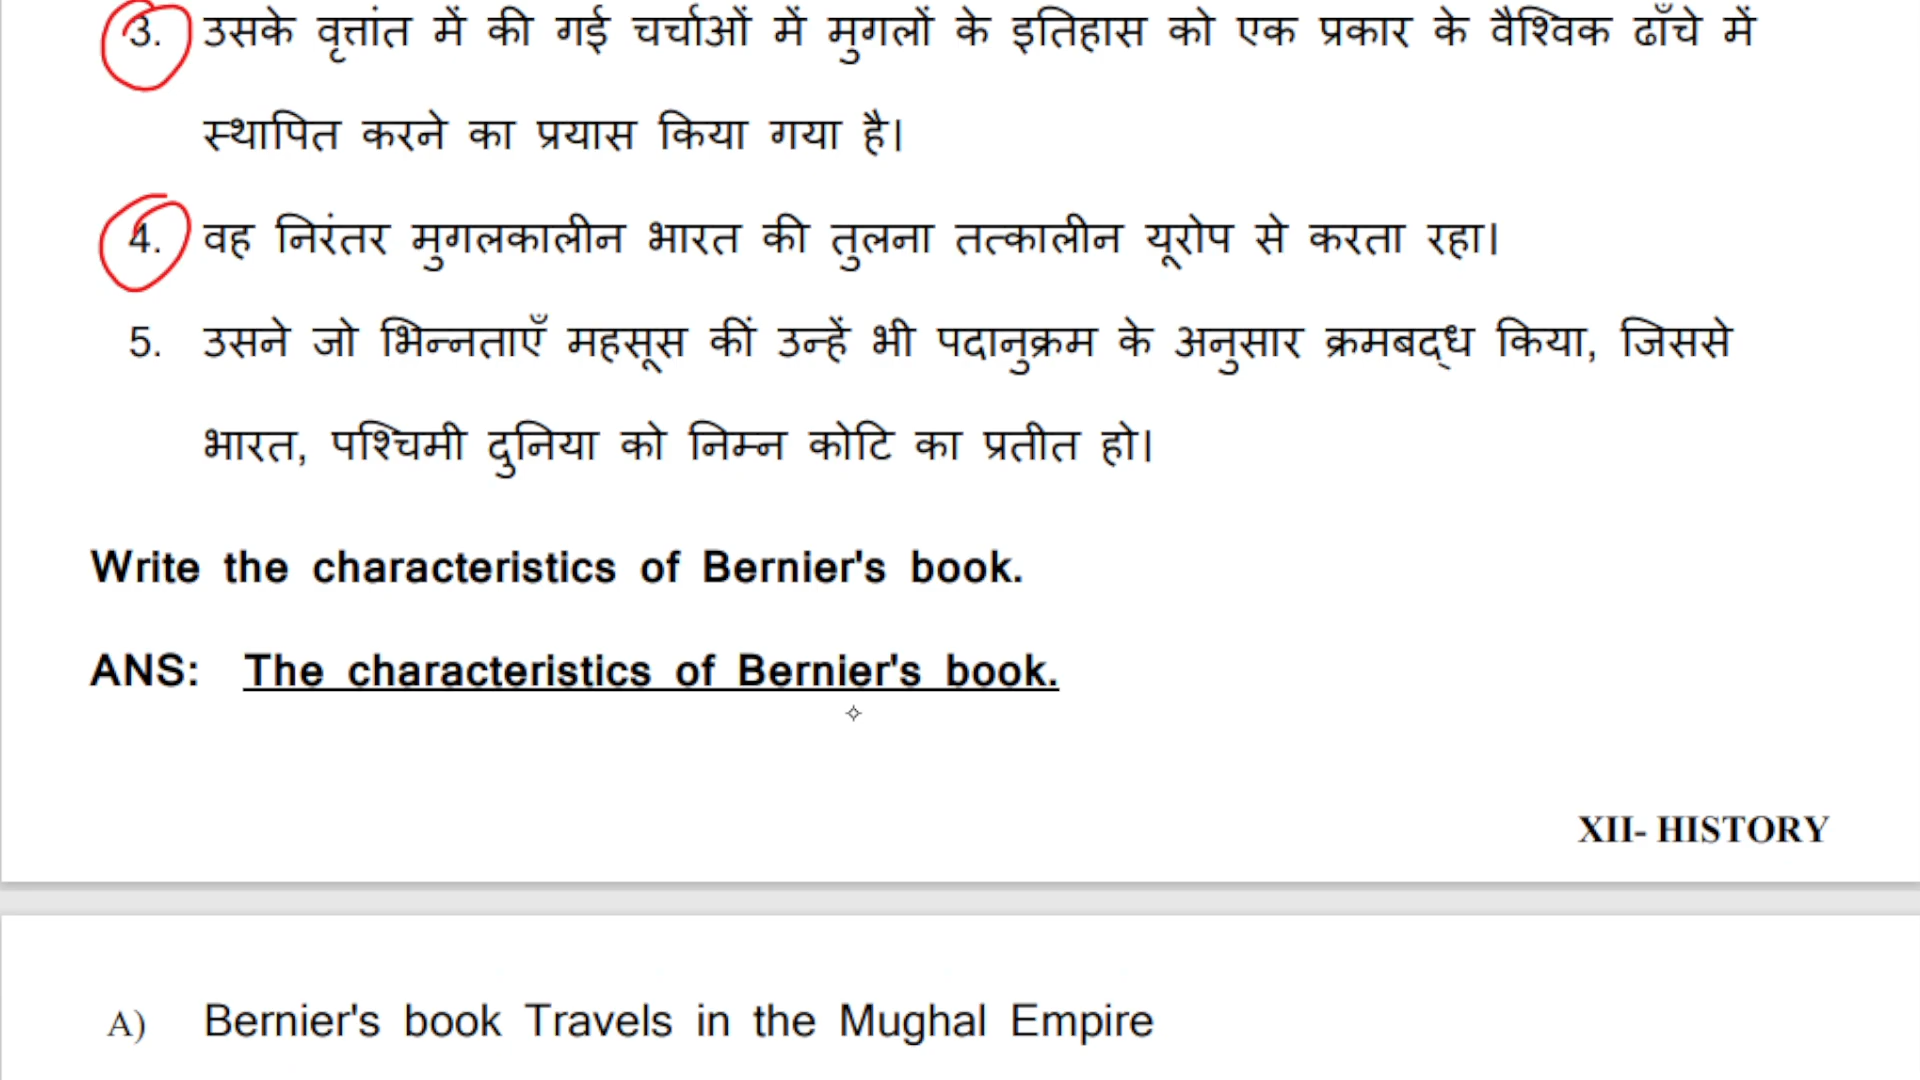 3. उसके वृत्तांत में की गई चर्चाओं में मुगलों के इतिहास को एक प्रकार के वैश्विक ढाँचे में
स्थापित करने का प्रयास किया गया है।
4. वह निरंतर मुगलकालीन भारत की तुलना तत्कालीन यूरोप से करता रहा।
5. उसने जो भिन्नताएँ महसूस कीं उन्हें भी पदानुक्रम के अनुसार क्रमबद्ध किया, जिससे
भारत, पश्चिमी दुनिया को निम्न कोटि का प्रतीत हो।
Write the characteristics of Bernier's book.
ANS: The characteristics of Bernier's book.
XII- HISTORY
A) Bernier's book Travels in the Mughal Empire